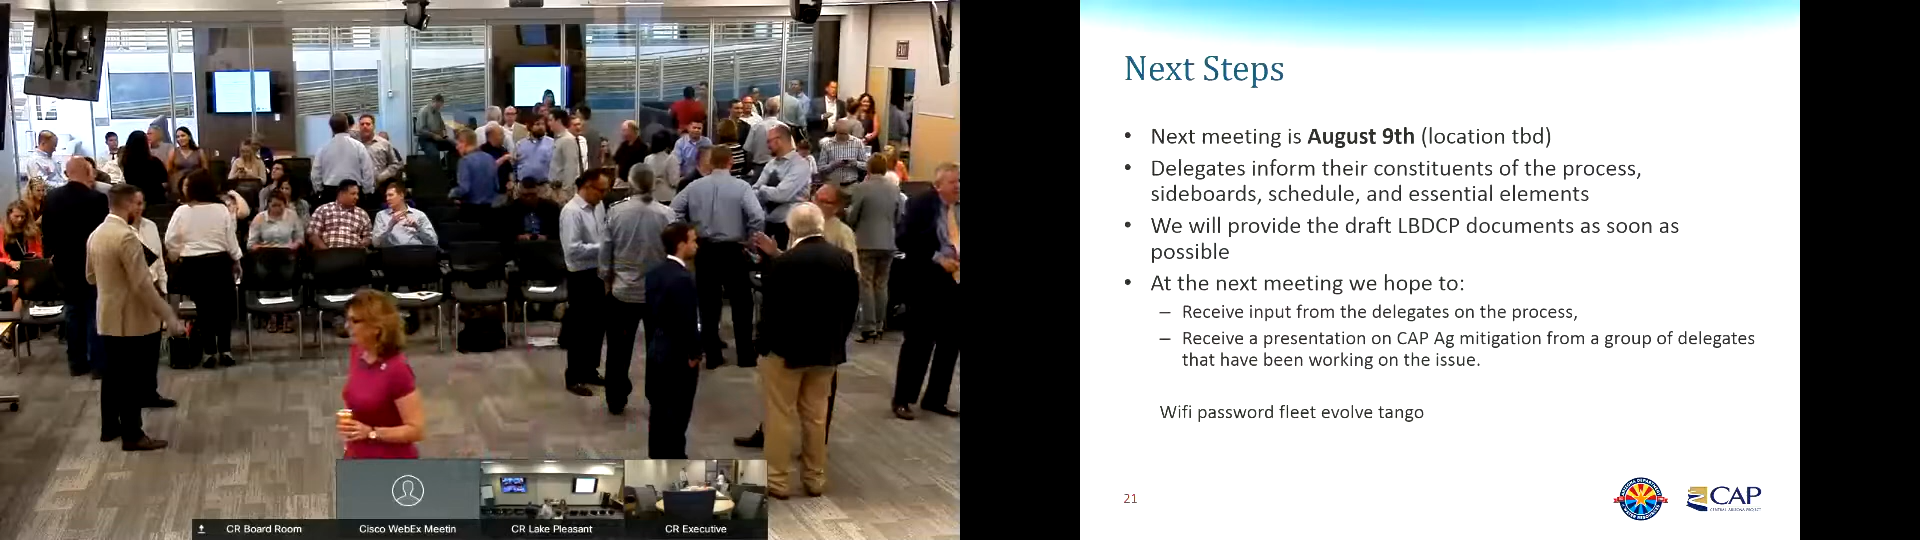 CR Board Room
Cisco WebEx Meetin
CR Lake Pleasant
CR Executive
Next Steps
• Next meeting is August 9th (location tbd)
• Delegates inform their constituents of the process,
sideboards, schedule, and essential elements
• We will provide the draft LBDCP documents as soon as
possible
• At the next meeting we hope to:
– Receive input from the delegates on the process,
– Receive a presentation on CAP Ag mitigation from a group of delegates
that have been working on the issue.
Wifi password fleet evolve tango
21
CAP
CENTRAL ARIZONA PROJECT